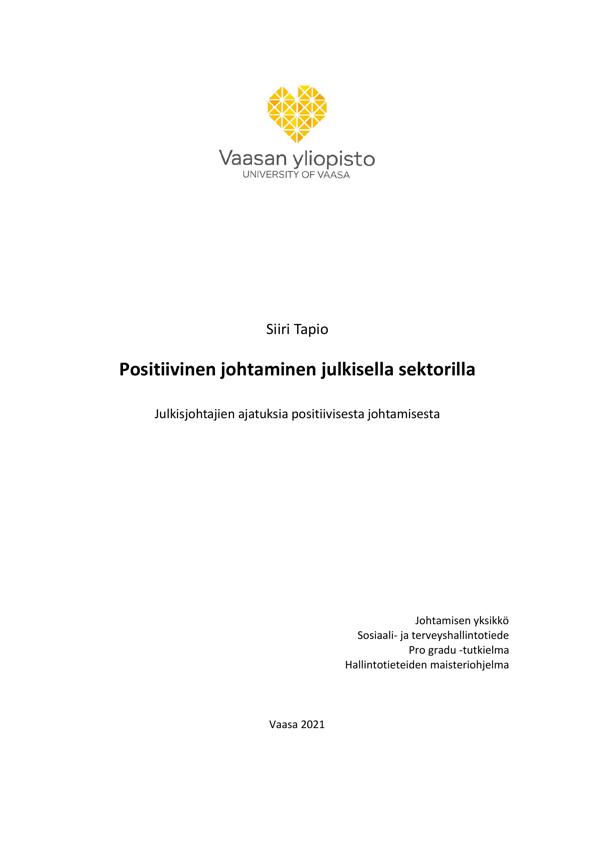 Vaasan yliopisto
UNIVERSITY OF VAASA
Siiri Tapio
Positiivinen johtaminen julkisella sektorilla
Julkisjohtajien ajatuksia positiivisesta johtamisesta
Johtamisen yksikkö
Sosiaali- ja terveyshallintotiede
Pro gradu -tutkielma
Hallintotieteiden maisteriohjelma
Vaasa 2021